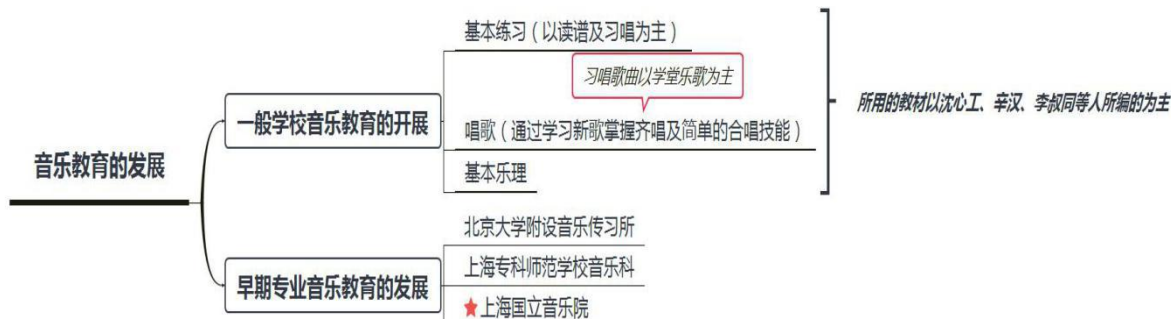 音乐教育的发展
一般学校音乐教育的开展
基本练习（以读谱及习唱为主）
习唱歌曲以学堂乐歌为主
唱歌（通过学习新歌掌握齐唱及简单的合唱技能）
基本乐理
所用的教材以沈心工、辛汉、李叔同等人所编的为主
早期专业音乐教育的发展
北京大学附设音乐传习所
上海专科师范学校音乐科
上海国立音乐院